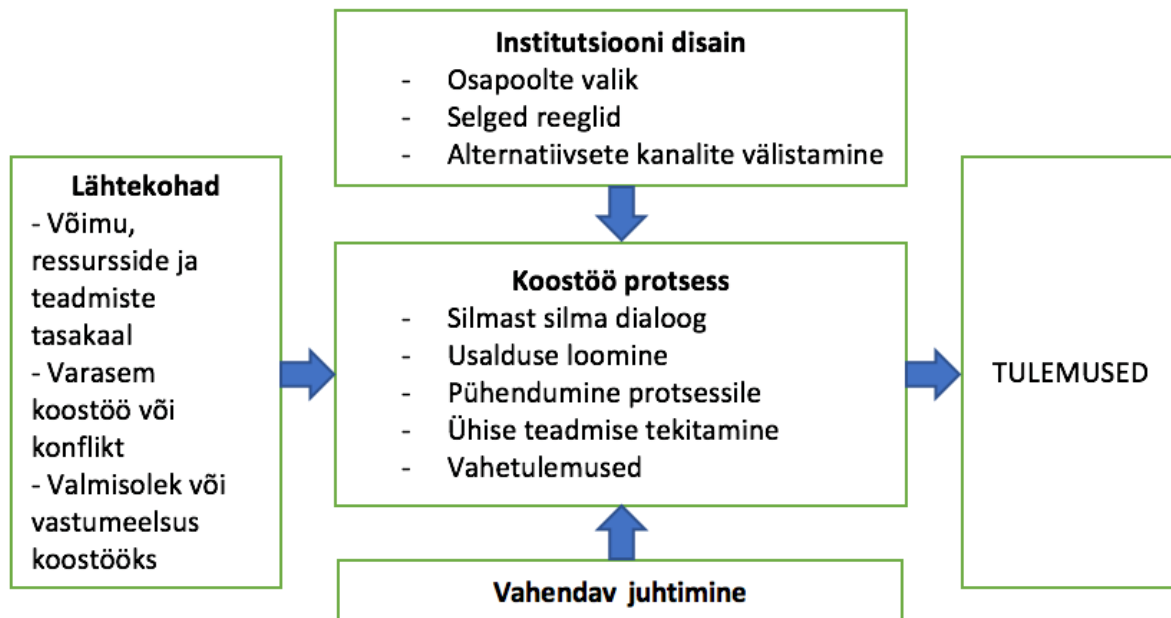 Institutsiooni disain
- Osapoolte valik
- Selged reeglid
- Alternatiivsete kanalite välistamine
Lähtekohad
- Võimu,
ressursside ja
teadmiste
tasakaal
- Varasem
koostöö või
konflikt
- Valmisolek või
vastumeelsus
koostööks
Koostöö protsess
- Silmast silma dialoog
- Usalduse loomine
- Pühendumine protsessile
- Ühise teadmise tekitamine
- Vahetulemused
TULEMUSED
Vahendav juhtimine